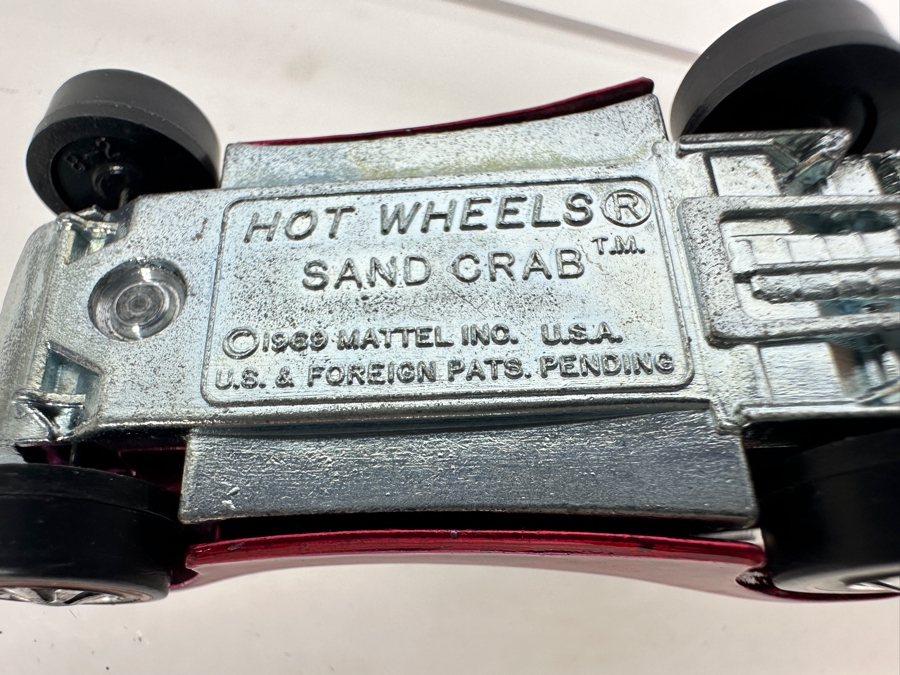 HOT WHEELS®
SAND CRAB T.M.
©1969 MATTEL INC. U.S.A.
U.S. & FOREIGN PATS. PENDING